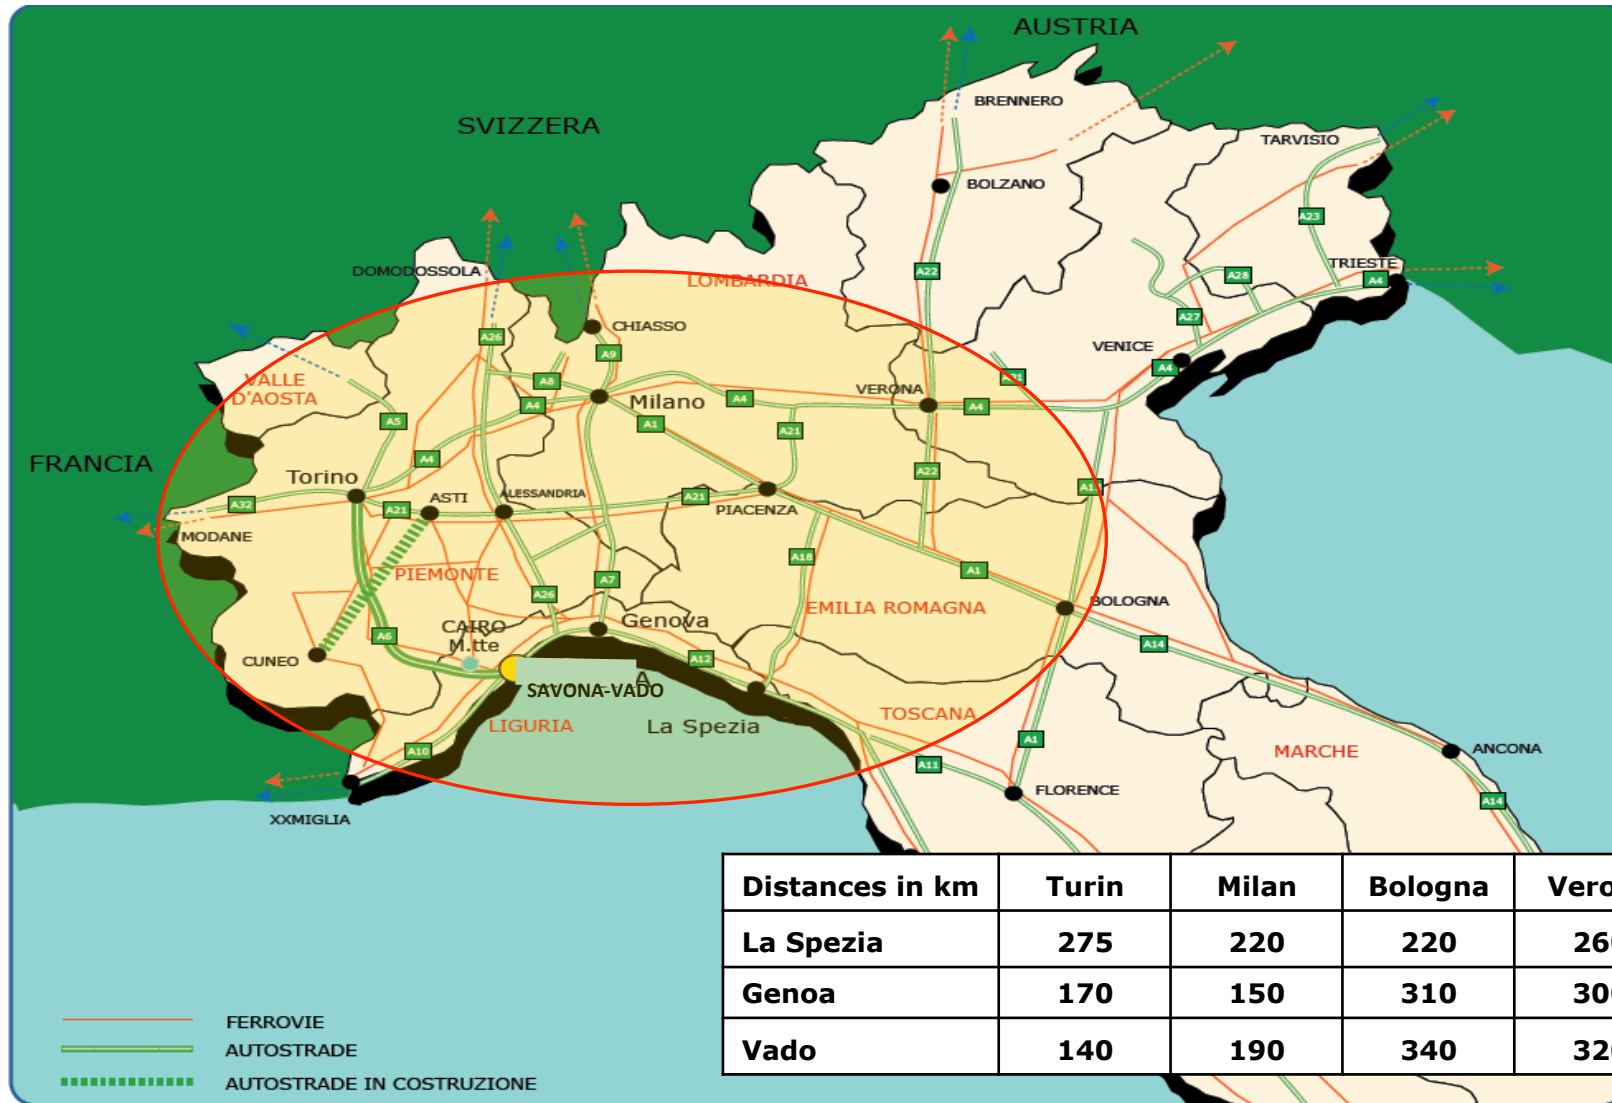 AUSTRIA
BRENNERO
SVIZZERA
TARVISIO
BOLZANO
A23
TRIESTE
DOMODOSSOLA
A22
A28
A4
LOMBARDIA
A27
CHIASSO
A26
VENICE
A9
A4
VALLE
D'AOSTA
A8
VERONA
A4
Milano
A4
A4
A5
A1
A21
FRANCIA
A4
A22
Torino
ASTI
ALESSANDRIA
A21
A32
A21
PIACENZA
MODANE
A18
PIEMONTE
A1
A7
A26
EMILIA ROMAGNA
BOLOGNA
CAIRO
M.tte
Genova
A6
A14
CUNEO
A12
A
SAVONA-VADO
LIGURIA
La Spezia
TOSCANA
A10
A1
MARCHE
ANCONA
A11
FLORENCE
A14
XXMIGLIA
Distances in km Turin Milan Bologna
La Spezia 275 220 220
Genoa 170 150 310
Vado 140 190 340
FERROVIE
AUTOSTRADE
AUTOSTRADE IN COSTRUZIONE